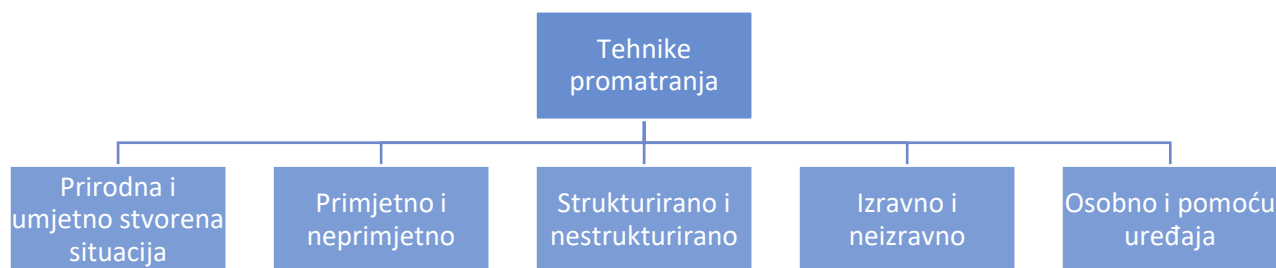 Tehnike
promatranja
Prirodna i
umjetno stvorena
situacija
Primjetno i
neprimjetno
Strukturirano i
nestrukturirano
Izravno i
neizravno
Osobno i pomoću
uređaja